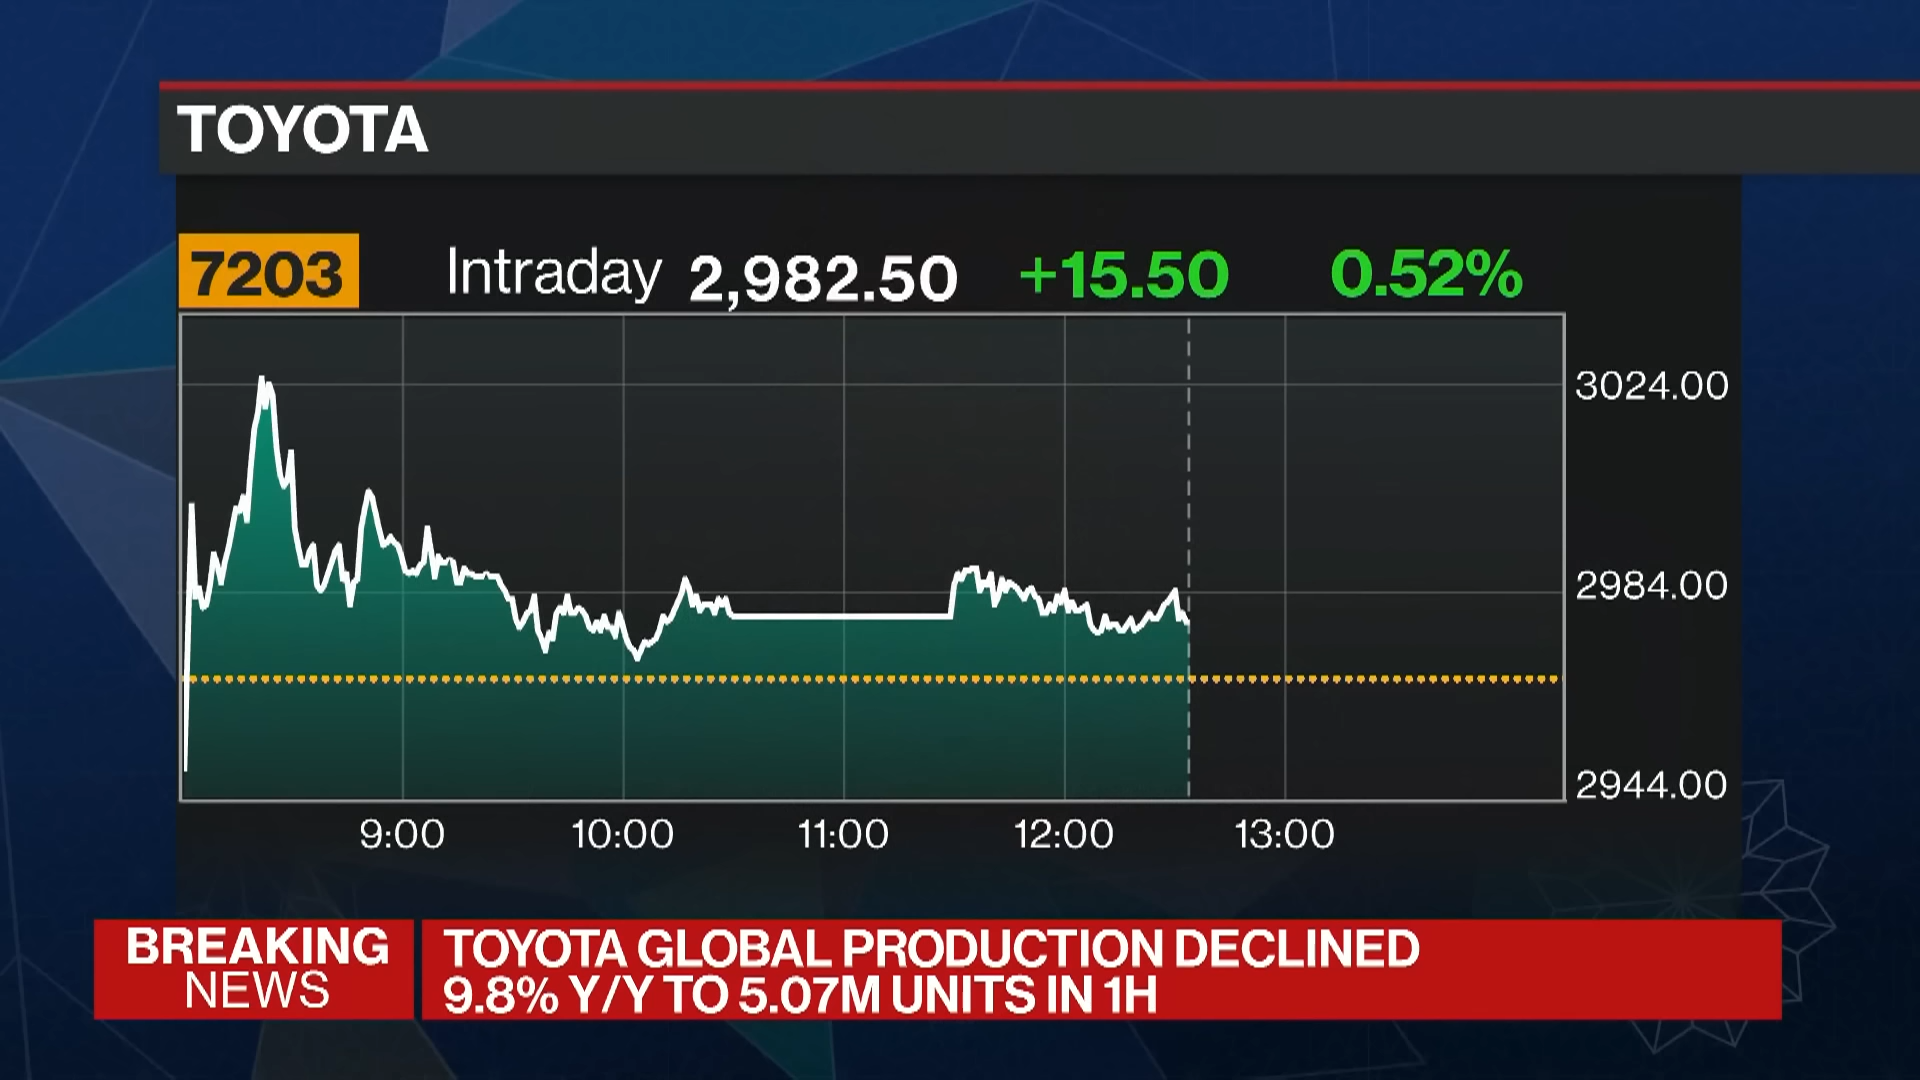 TOYOTA
7203 Intraday 2,982.50 +15.50 0.52%
3024.00
2984.00
2944.00
9:00 10:00 11:00 12:00 13:00
BREAKING
NEWS
TOYOTA GLOBAL PRODUCTION DECLINED
9.8% Y/Y TO 5.07M UNITS IN 1H